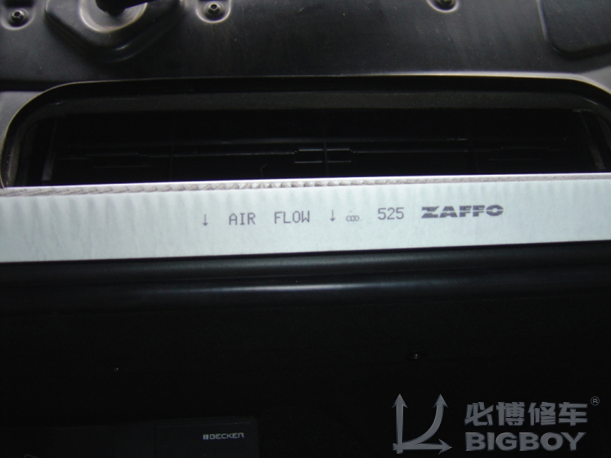 ↓ AIR FLOW ↓ 525 ZAFFO
BECKER
必博修车®
BIGBOY